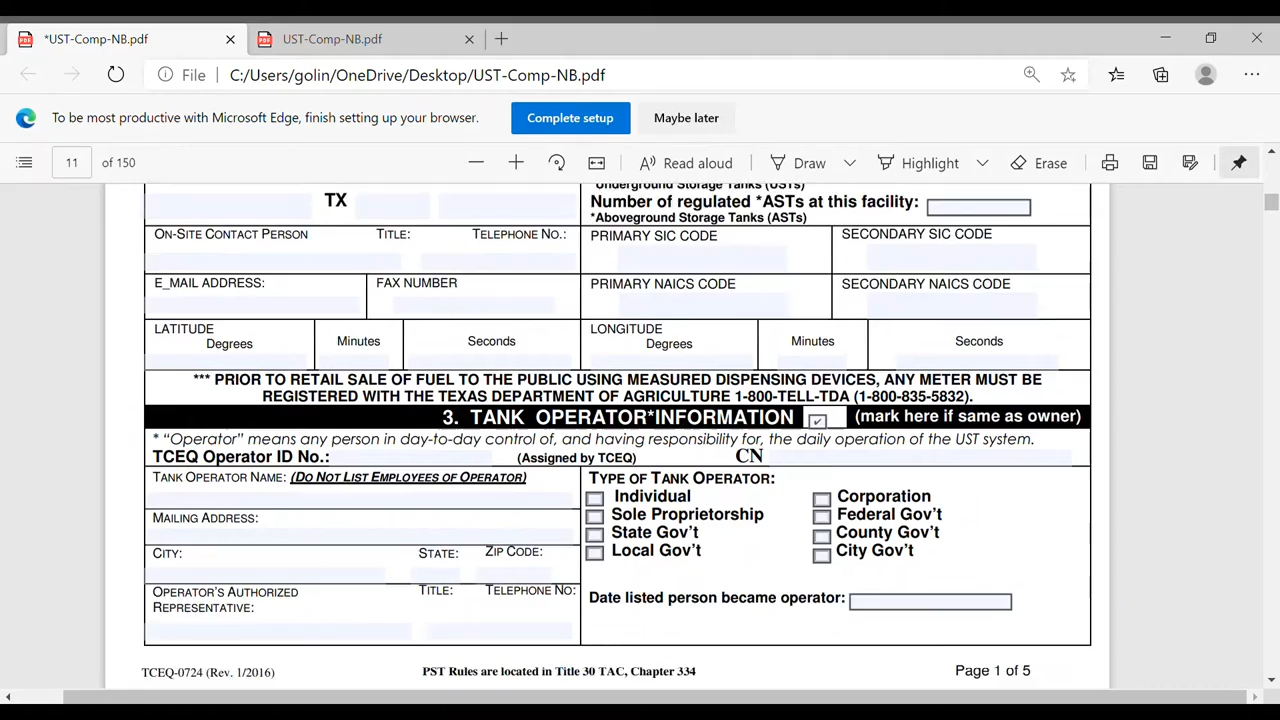 *UST-Comp-NB.pdf
UST-Comp-NB.pdf
File C:/Users/golin/OneDrive/Desktop/UST-Comp-NB.pdf
To be most productive with Microsoft Edge, finish setting up your browser. Complete setup Maybe later
11 of 150 Read aloud Draw Highlight Erase
Underground Storage Tanks (USTs)
TX
Number of regulated *ASTs at this facility:
*Aboveground Storage Tanks (ASTs)
ON-SITE CONTACT PERSON TITLE: TELEPHONE NO.:
PRIMARY SIC CODE SECONDARY SIC CODE
E_MAIL ADDRESS: FAX NUMBER
PRIMARY NAICS CODE SECONDARY NAICS CODE
LATITUDE
Degrees Minutes Seconds
LONGITUDE
Degrees Minutes Seconds
*** PRIOR TO RETAIL SALE OF FUEL TO THE PUBLIC USING MEASURED DISPENSING DEVICES, ANY METER MUST BE
REGISTERED WITH THE TEXAS DEPARTMENT OF AGRICULTURE 1-800-TELL-TDA (1-800-835-5832).
3. TANK OPERATOR*INFORMATION (mark here if same as owner)
* “Operator” means any person in day-to-day control of, and having responsibility for, the daily operation of the UST system.
TCEQ Operator ID No.: (Assigned by TCEQ) CN
TANK OPERATOR NAME: (DO NOT LIST EMPLOYEES OF OPERATOR)
MAILING ADDRESS:
CITY: STATE: ZIP CODE:
OPERATOR'S AUTHORIZED TITLE: TELEPHONE NO:
REPRESENTATIVE:
TYPE OF TANK OPERATOR:
Individual Corporation
Sole Proprietorship Federal Gov't
State Gov't County Gov't
Local Gov't City Gov't
Date listed person became operator:
TCEQ-0724 (Rev. 1/2016) PST Rules are located in Title 30 TAC, Chapter 334 Page 1 of 5